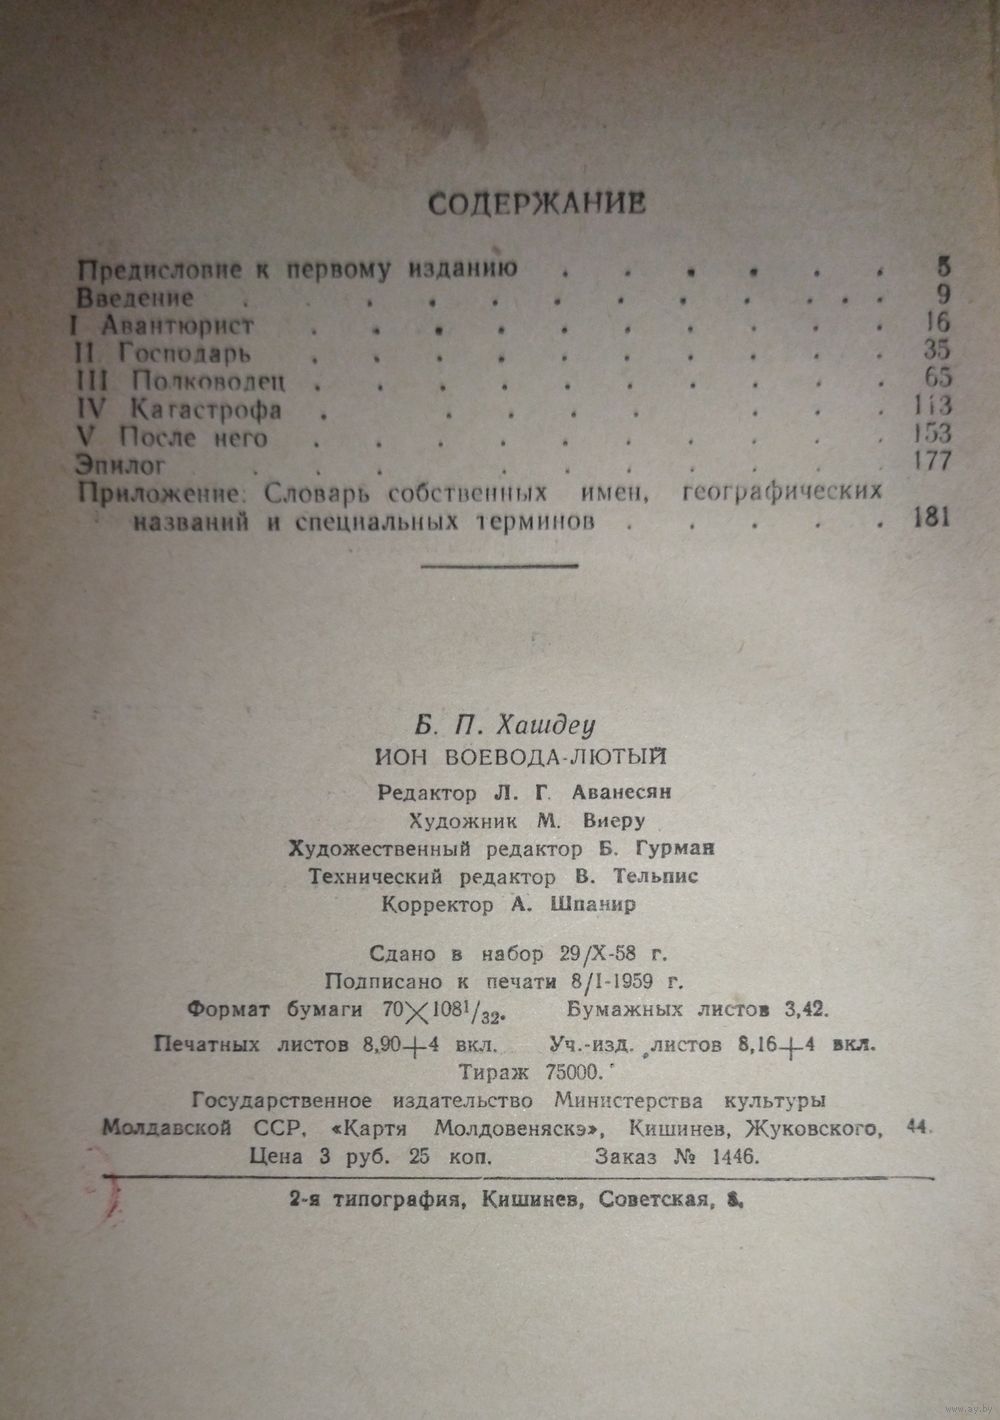 СОДЕРЖАНИЕ
Предисловие к первому изданию . . . . . . 5
Введение . . . . . . . . . . . . 9
I Авантюрист . . . . . . . . . . 16
II Господарь . . . . . . . . . . 35
III Полководец . . . . . . . . . . 65
IV Катастрофа . . . . . . . . 113
V После него . . . . . . . . . . 153
Эпилог . . . . . . . . . . 177
Приложение: Словарь собственных имен, географических
названий и специальных терминов . . . . . 181
Б. П. Хашдеу
ИОН ВОЕВОДА-ЛЮТЫЙ
Редактор Л. Г. Аванесян
Художник М. Виеру
Художественный редактор Б. Гурман
Технический редактор В. Тельпис
Корректор А. Шпанир
Сдано в набор 29/X-58 г.
Подписано к печати 8/I-1959 г.
Формат бумаги 70×108¹/₃₂. Бумажных листов 3,42.
Печатных листов 8,90+4 вкл. Уч.-изд. листов 8,16+4 вкл.
Тираж 75000.
Государственное издательство Министерства культуры
Молдавской ССР, «Картя Молдовеняскэ», Кишинев, Жуковского, 44.
Цена 3 руб. 25 коп. Заказ № 1446.
2-я типография, Кишинев, Советская,
www.ay.by